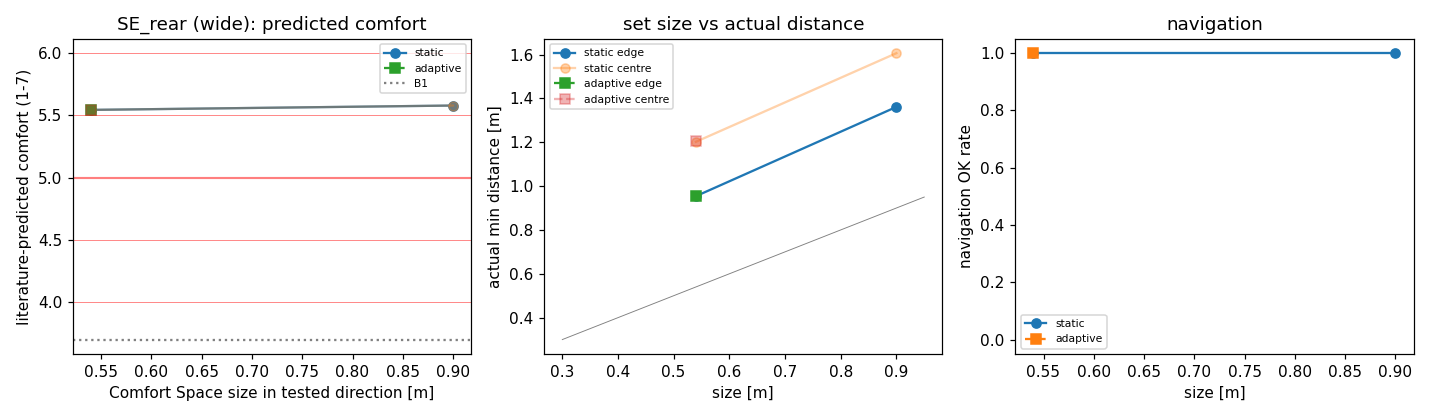 SE_rear (wide): predicted comfort
literature-predicted comfort (1-7)
6.0
5.5
5.0
4.5
4.0
static
adaptive
B1
0.55 0.60 0.65 0.70 0.75 0.80 0.85 0.90
Comfort Space size in tested direction [m]
set size vs actual distance
actual min distance [m]
1.6
1.4
1.2
1.0
0.8
0.6
0.4
static edge
static centre
adaptive edge
adaptive centre
0.3 0.4 0.5 0.6 0.7 0.8 0.9
size [m]
navigation
navigation OK rate
1.0
0.8
0.6
0.4
0.2
0.0
static
adaptive
0.55 0.60 0.65 0.70 0.75 0.80 0.85 0.90
size [m]